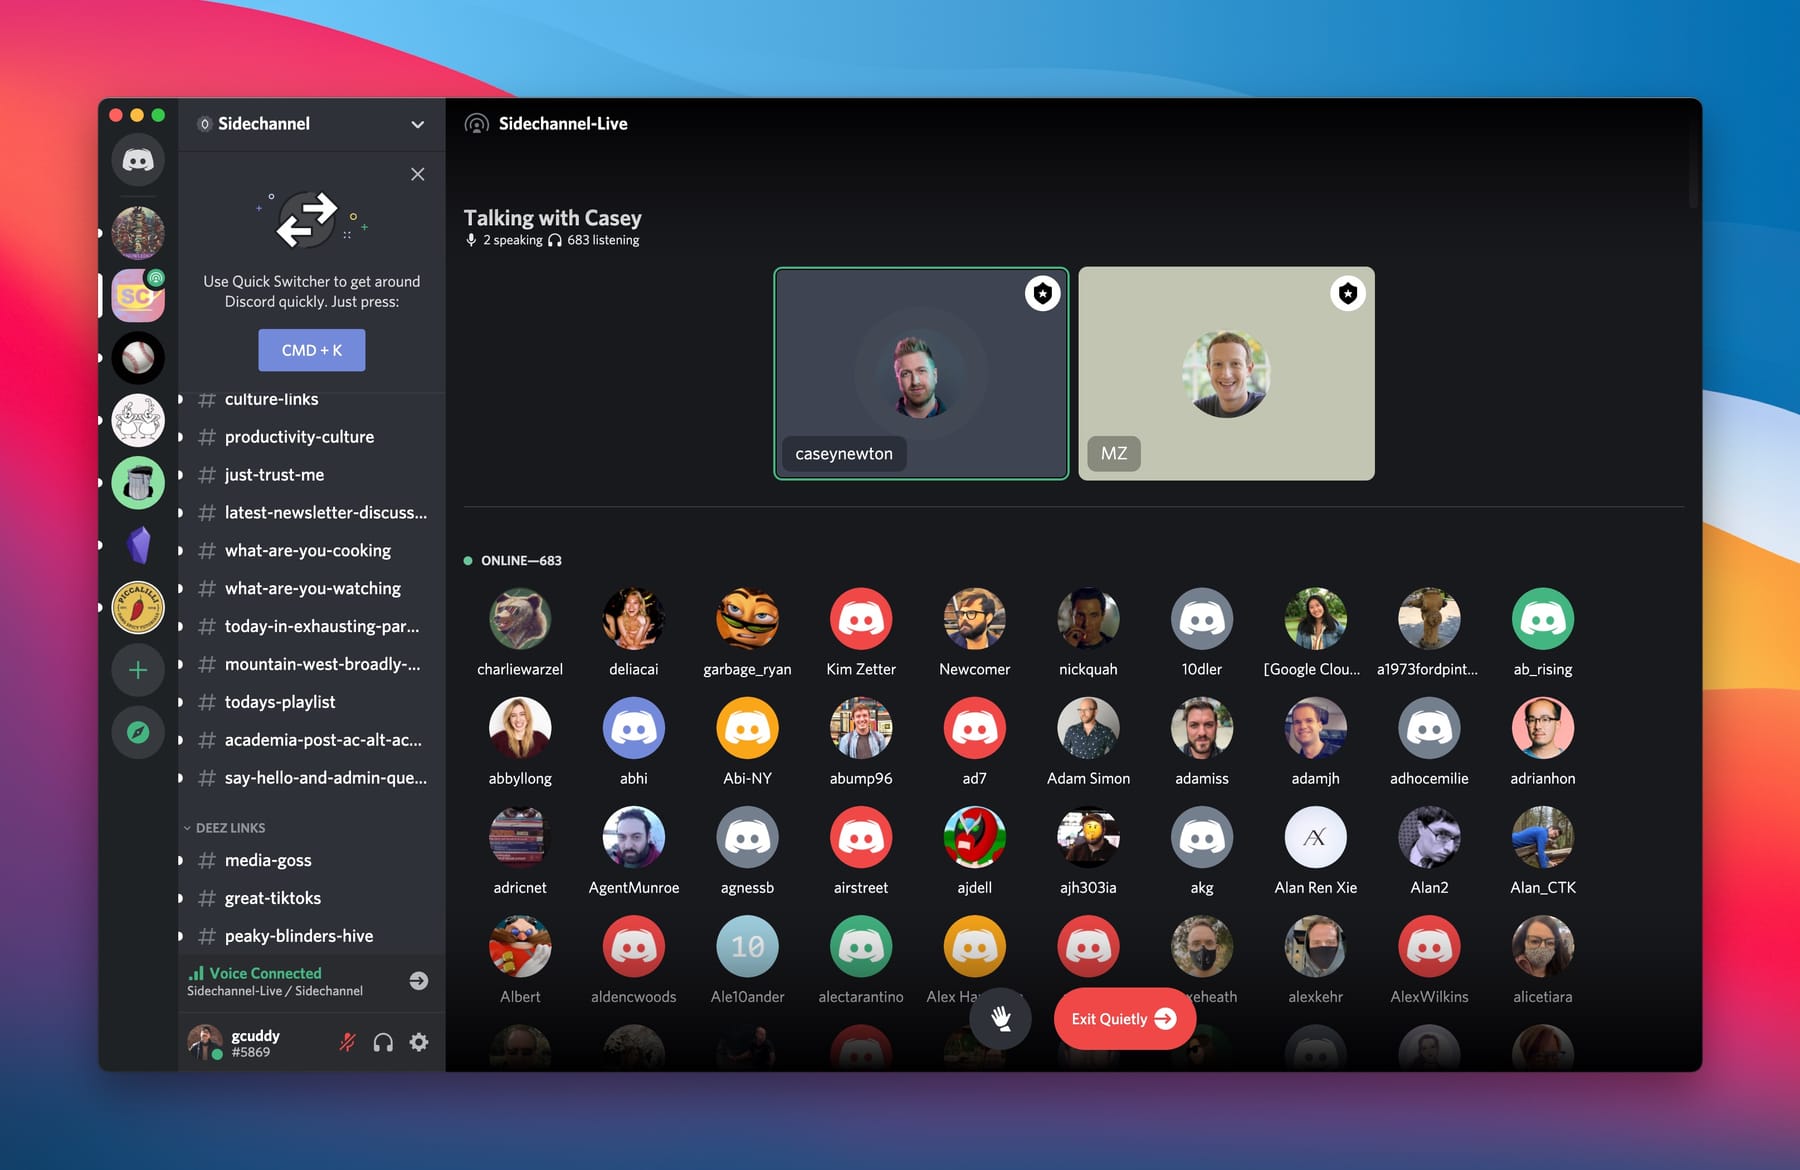 Sidechannel
Use Quick Switcher to get around
Discord quickly. Just press:
CMD + K
SC
PICCALILLI
culture-links
productivity-culture
just-trust-me
latest-newsletter-discuss...
what-are-you-cooking
what-are-you-watching
today-in-exhausting-par...
mountain-west-broadly-...
todays-playlist
academia-post-ac-alt-ac...
say-hello-and-admin-que...
DEEZ LINKS
media-goss
great-tiktoks
peaky-blinders-hive
Voice Connected
Sidechannel-Live / Sidechannel
gcuddy
#5869
Sidechannel-Live
Talking with Casey
2 speaking 683 listening
caseynewton
MZ
ONLINE—683
charliewarzel deliacai garbage_ryan Kim Zetter Newcomer nickquah 10dler [Google Clou... a1973fordpint... ab_rising
abbyllong abhi Abi-NY abump96 ad7 Adam Simon adamiss adamjh adhocemilie adrianhon
AX
adricnet AgentMunroe agnessb airstreet ajdell ajh303ia akg Alan Ren Xie Alan2 Alan_CTK
10
Albert aldencwoods Ale10ander alectarantino Alex xeheath alexkehr AlexWilkins alicetiara
Exit Quietly